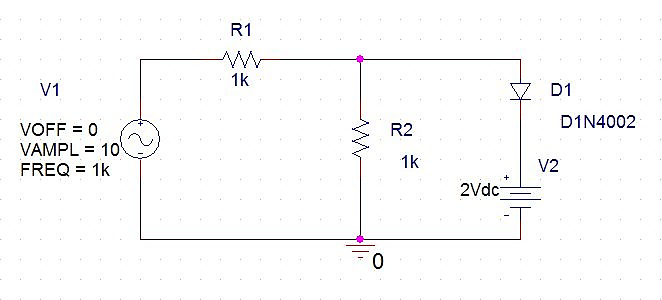 R1
1k
V1
VOFF = 0
VAMPL = 10
FREQ = 1k
+
-
R2
1k
D1
D1N4002
V2
+
2Vdc
-
0